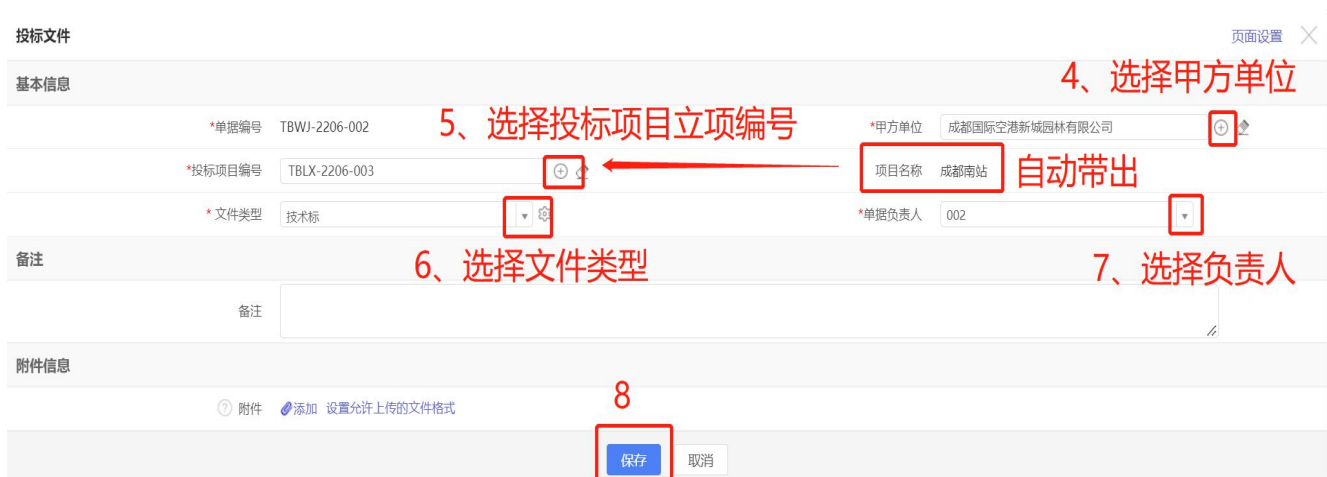 投标文件
页面设置
基本信息
4、选择甲方单位
*单据编号 TBWJ-2206-002
5、选择投标项目立项编号
*甲方单位 成都国际空港新城园林有限公司
*投标项目编号 TBLX-2206-003
项目名称 成都南站
自动带出
* 文件类型 技术标
*单据负责人 002
备注
6、选择文件类型
7、选择负责人
备注
附件信息
附件 添加 设置允许上传的文件格式
8
保存 取消